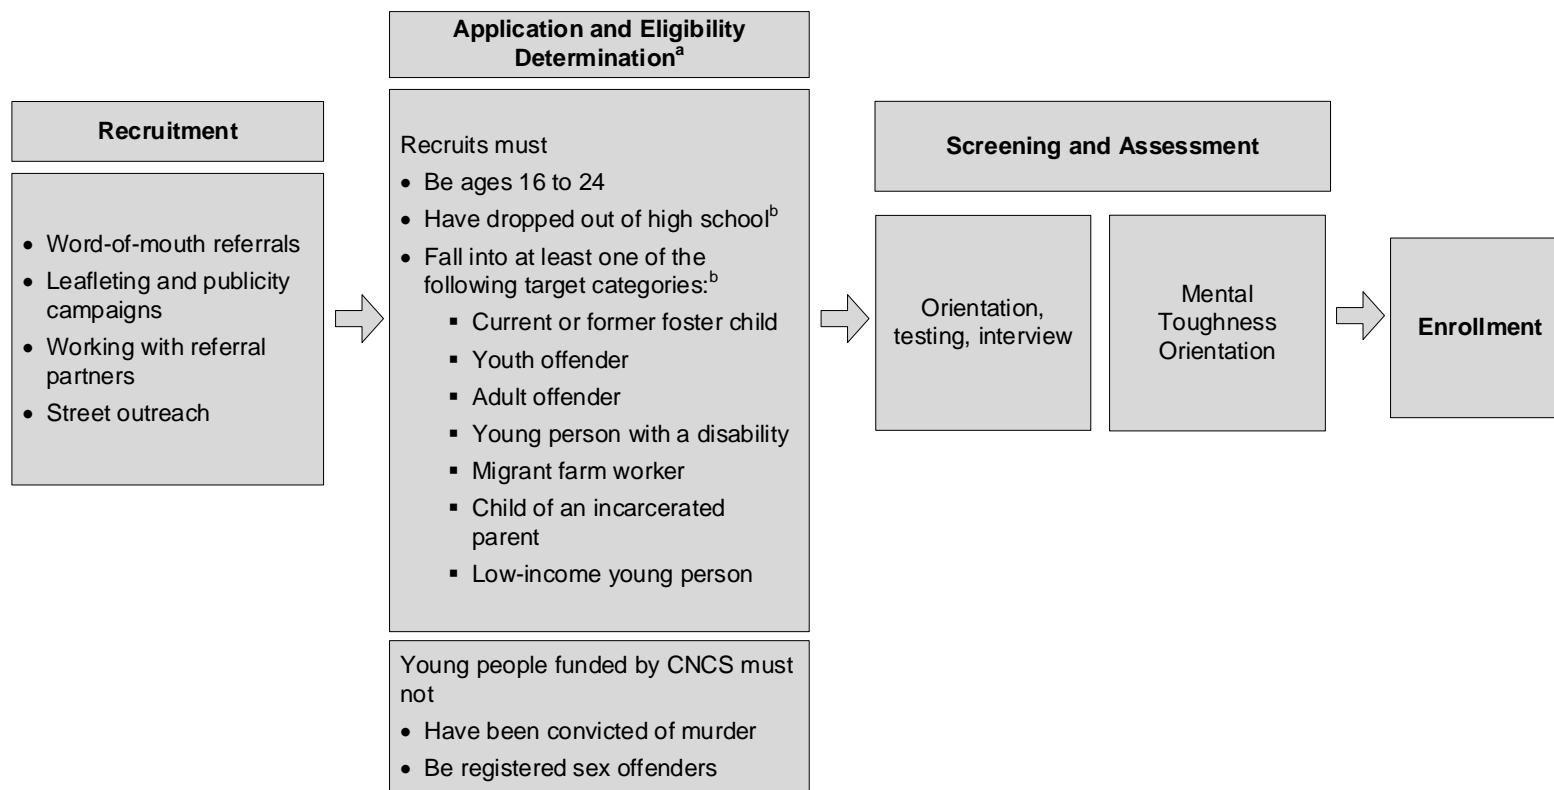 Recruitment
• Word-of-mouth referrals
• Leafleting and publicity
campaigns
• Working with referral
partners
• Street outreach
Application and Eligibility
Determinationᵃ
Recruits must
• Be ages 16 to 24
• Have dropped out of high schoolᵇ
• Fall into at least one of the
following target categories:ᵇ
▪ Current or former foster child
▪ Youth offender
▪ Adult offender
▪ Young person with a disability
▪ Migrant farm worker
▪ Child of an incarcerated
parent
▪ Low-income young person
Young people funded by CNCS must
not
• Have been convicted of murder
• Be registered sex offenders
Screening and Assessment
Orientation,
testing, interview
Mental
Toughness
Orientation
Enrollment